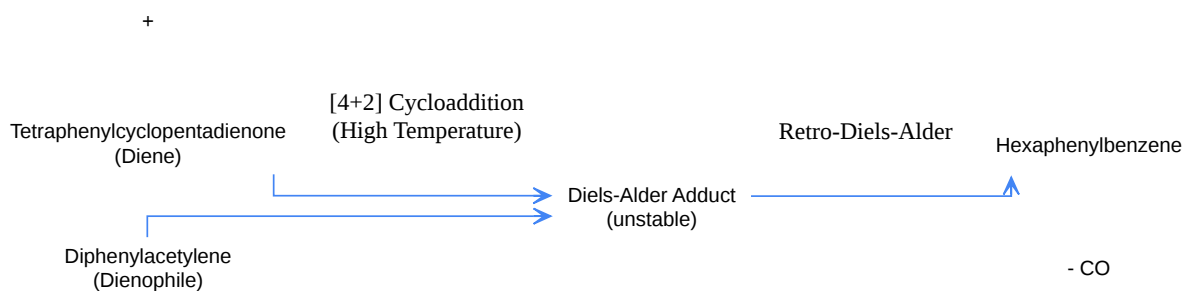 +
[4+2] Cycloaddition
(High Temperature)
Tetraphenylcyclopentadienone
(Diene)
Retro-Diels-Alder
Hexaphenylbenzene
Diels-Alder Adduct
(unstable)
Diphenylacetylene
(Dienophile)
- CO